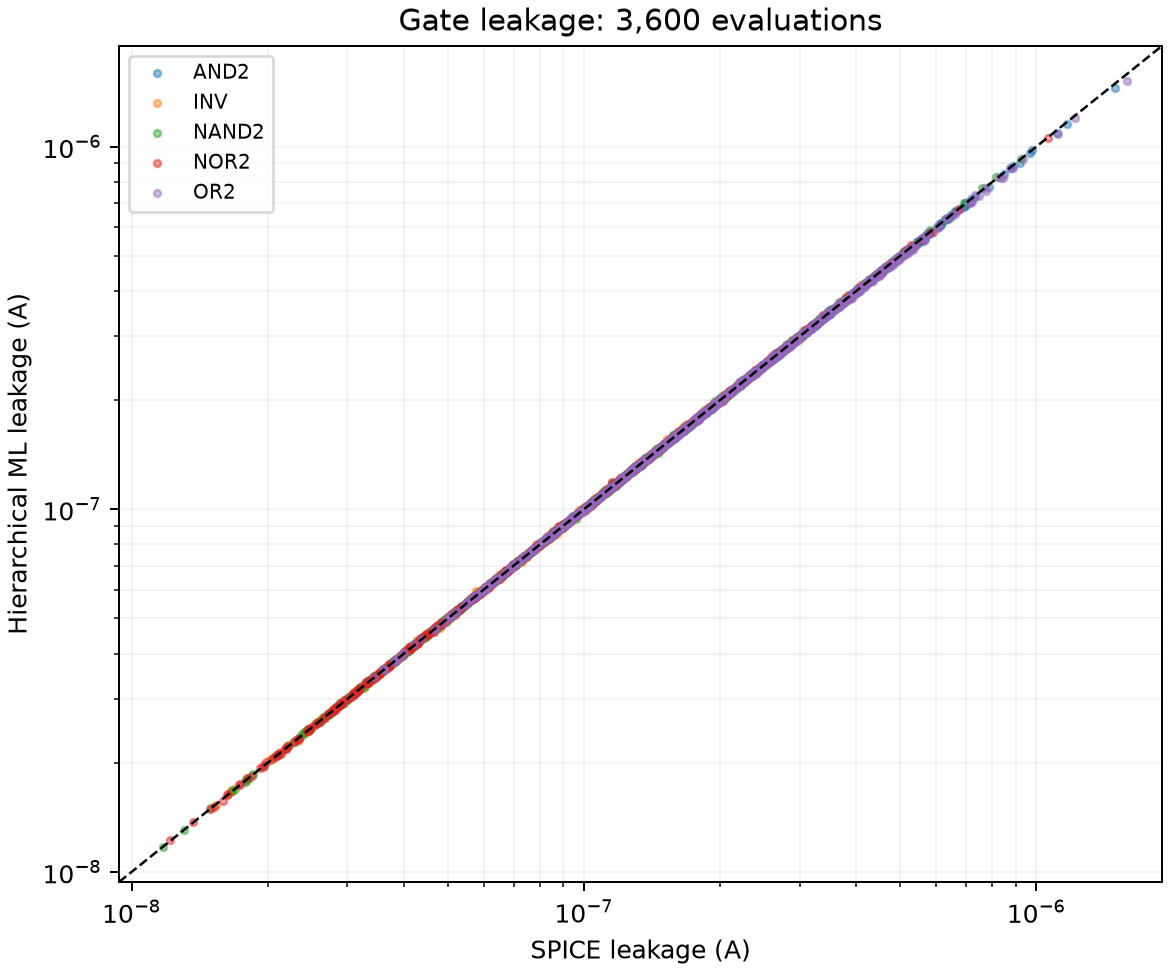 Gate leakage: 3,600 evaluations
AND2
INV
NAND2
NOR2
OR2
Hierarchical ML leakage (A)
10⁻⁶
10⁻⁷
10⁻⁸
10⁻⁸
10⁻⁷
10⁻⁶
SPICE leakage (A)